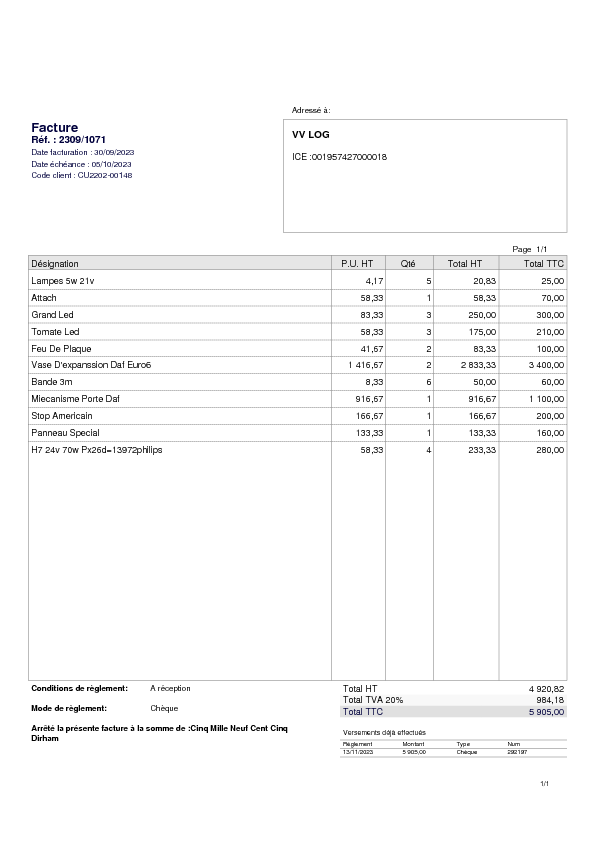 Adressé à:
Facture
Réf. : 2309/1071
Date facturation : 30/09/2023
Date échéance : 05/10/2023
Code client : CU2202-00148
VV LOG
ICE :001957427000018
Page 1/1
Désignation P.U. HT Qté Total HT Total TTC
Lampes 5w 21v 4,17 5 20,83 25,00
Attach 58,33 1 58,33 70,00
Grand Led 83,33 3 250,00 300,00
Tomate Led 58,33 3 175,00 210,00
Feu De Plaque 41,67 2 83,33 100,00
Vase D'expanssion Daf Euro6 1 416,67 2 2 833,33 3 400,00
Bande 3m 8,33 6 50,00 60,00
Miecanisme Porte Daf 916,67 1 916,67 1 100,00
Stop Americain 166,67 1 166,67 200,00
Panneau Special 133,33 1 133,33 160,00
H7 24v 70w Px26d=13972philips 58,33 4 233,33 280,00
Conditions de règlement: A réception
Mode de règlement: Chèque
Arrêté la présente facture à la somme de :Cinq Mille Neuf Cent Cinq
Dirham
Total HT 4 920,82
Total TVA 20% 984,18
Total TTC 5 905,00
Versements déjà effectués
Règlement Montant Type Num
13/11/2023 5 905,00 Chèque 292197
1/1